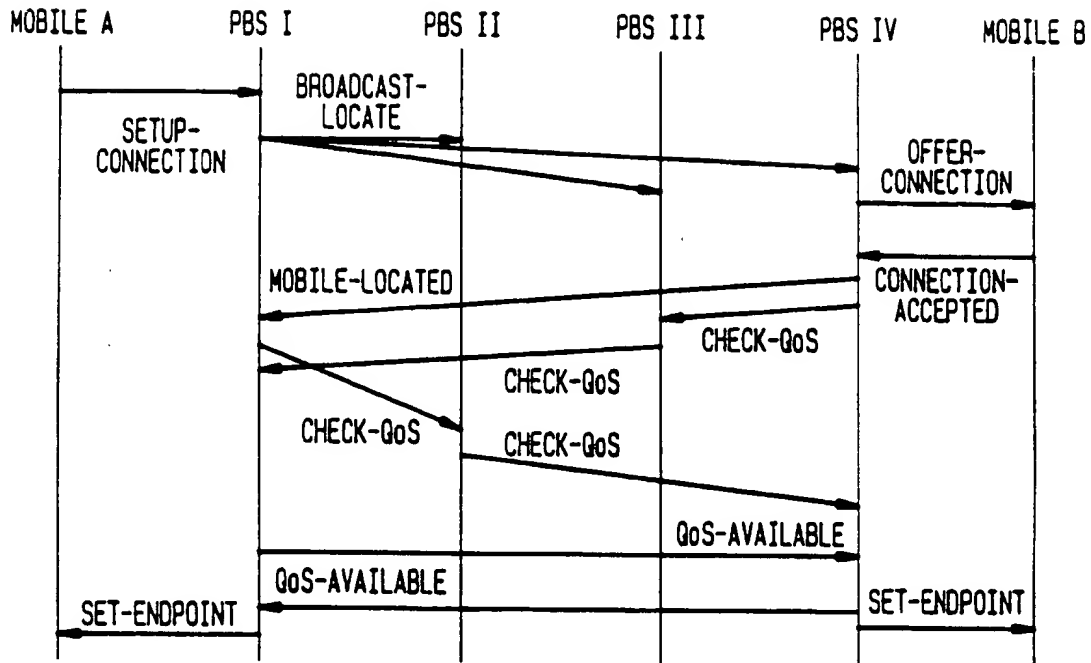 MOBILE A
PBS I
PBS II
PBS III
PBS IV
MOBILE B
BROADCAST-
LOCATE
SETUP-
CONNECTION
OFFER-
CONNECTION
MOBILE-LOCATED
CONNECTION-
ACCEPTED
CHECK-QoS
CHECK-QoS
CHECK-QoS
CHECK-QoS
QoS-AVAILABLE
QoS-AVAILABLE
SET-ENDPOINT
SET-ENDPOINT